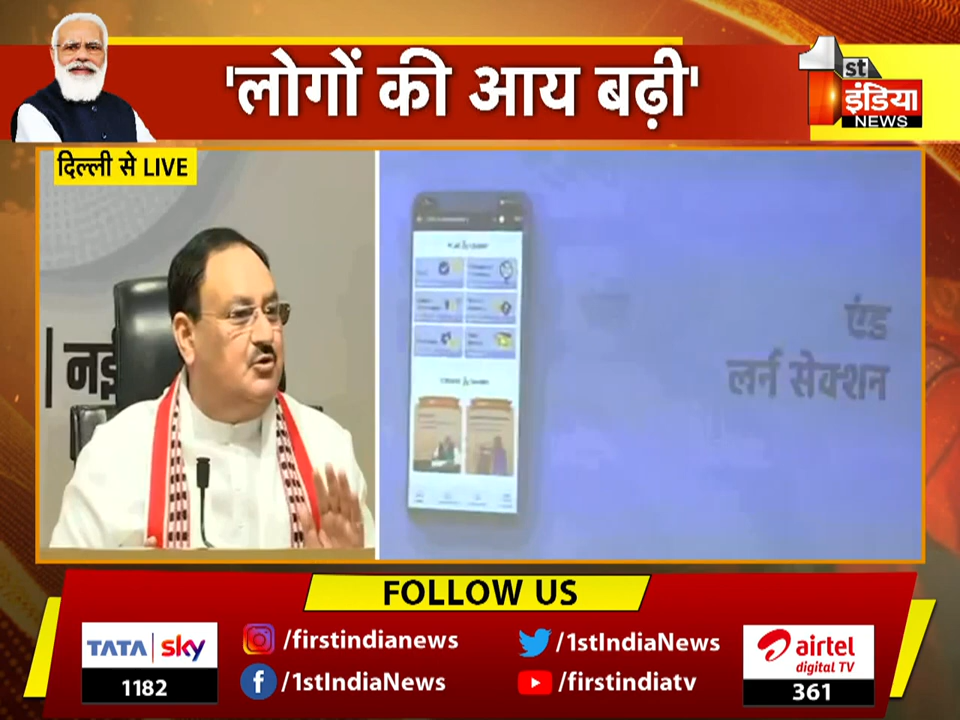 'लोगों की आय बढ़ी'
1st
इंडिया
NEWS
दिल्ली से LIVE
नई
एंड
लर्न सेक्शन
FOLLOW US
TATA sky
1182
/firstindianews
/1stIndiaNews
/1stIndiaNews
/firstindiatv
airtel
digital TV
361